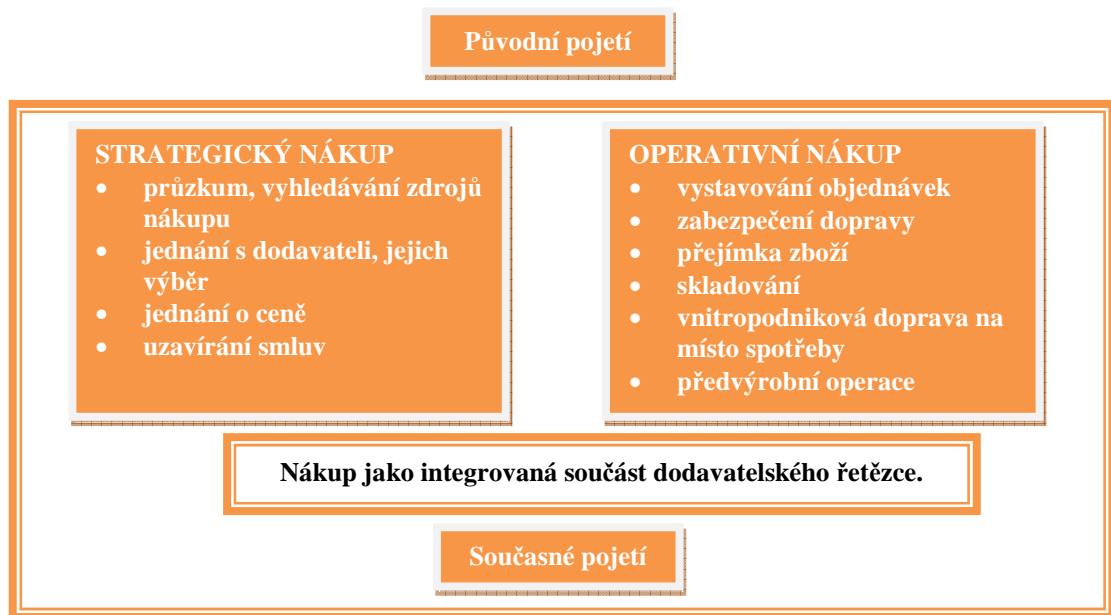 Původní pojetí
STRATEGICKÝ NÁKUP
• průzkum, vyhledávání zdrojů
nákupu
• jednání s dodavateli, jejich
výběr
• jednání o ceně
• uzavírání smluv
OPERATIVNÍ NÁKUP
• vystavování objednávek
• zabezpečení dopravy
• přejímka zboží
• skladování
• vnitropodniková doprava na
místo spotřeby
• předvýrobní operace
Nákup jako integrovaná součást dodavatelského řetězce.
Současné pojetí